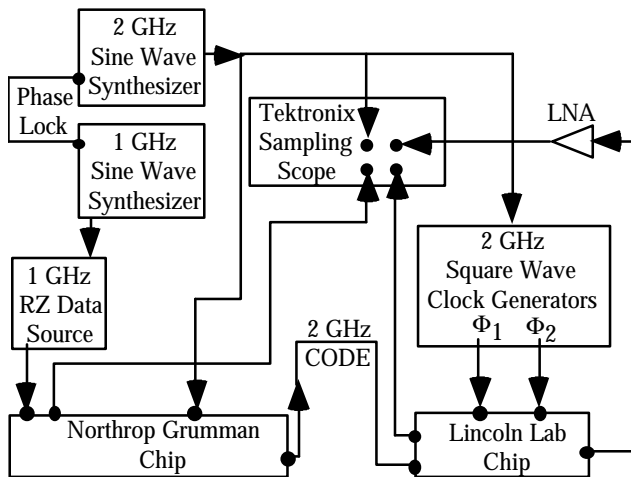 2 GHz
Sine Wave
Synthesizer
Phase
Lock
1 GHz
Sine Wave
Synthesizer
Tektronix
Sampling
Scope
LNA
1 GHz
RZ Data
Source
2 GHz
CODE
2 GHz
Square Wave
Clock Generators
Φ1 Φ2
Northrop Grumman
Chip
Lincoln Lab
Chip